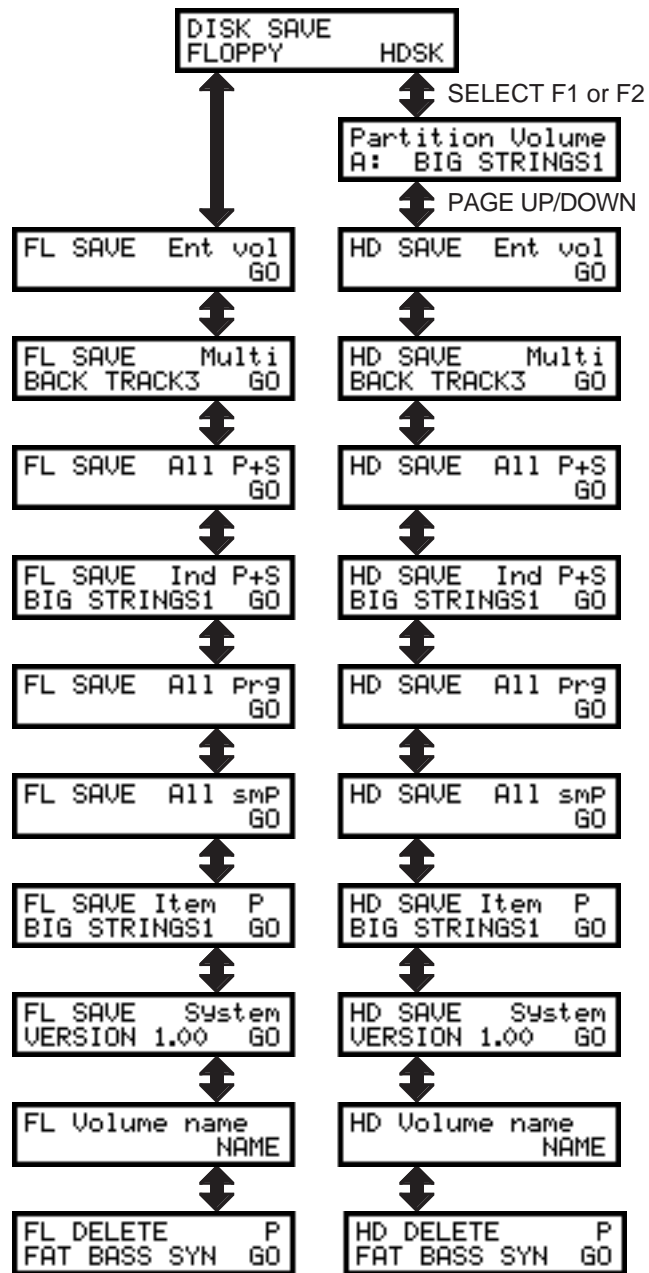 DISK SAVE
FLOPPY HDSK
SELECT F1 or F2
Partition Volume
A: BIG STRINGS1
PAGE UP/DOWN
FL SAVE Ent vol
GO
HD SAVE Ent vol
GO
FL SAVE Multi
BACK TRACK3 GO
HD SAVE Multi
BACK TRACK3 GO
FL SAVE All P+S
GO
HD SAVE All P+S
GO
FL SAVE Ind P+S
BIG STRINGS1 GO
HD SAVE Ind P+S
BIG STRINGS1 GO
FL SAVE All prg
GO
HD SAVE All prg
GO
FL SAVE All smp
GO
HD SAVE All smp
GO
FL SAVE Item P
BIG STRINGS1 GO
HD SAVE Item P
BIG STRINGS1 GO
FL SAVE System
VERSION 1.00 GO
HD SAVE System
VERSION 1.00 GO
FL Volume name
NAME
HD Volume name
NAME
FL DELETE P
FAT BASS SYN GO
HD DELETE P
FAT BASS SYN GO